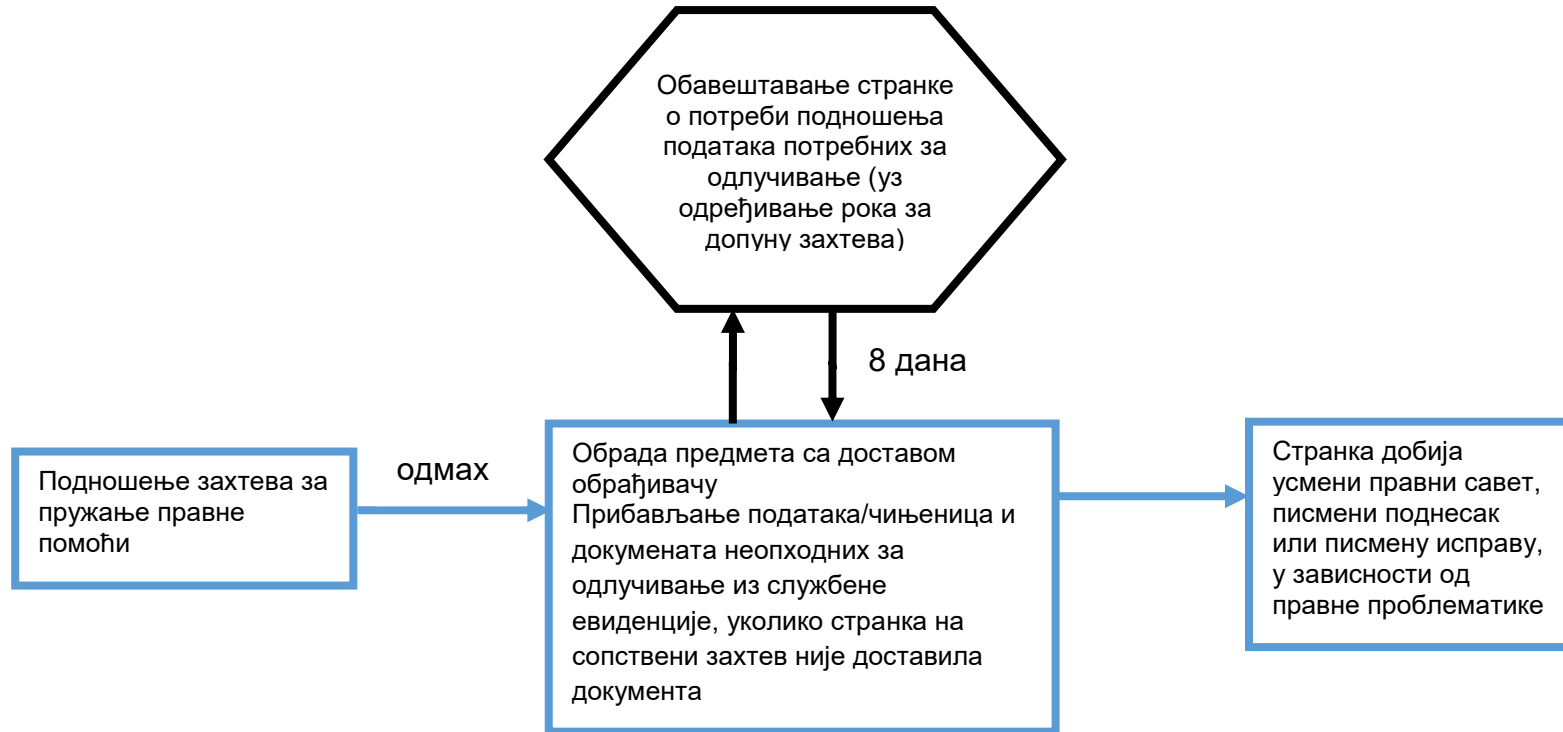 Обавештавање странке
о потреби подношења
података потребних за
одлучивање (уз
одређивање рока за
допуну захтева)
8 дана
Подношење захтева за
пружање правне
помоћи
одмах
Обрада предмета са доставом
обрађивачу
Прибављање података/чињеница и
докумената неопходних за
одлучивање из службене
евиденције, уколико странка на
сопствени захтев није доставила
документа
Странка добија
усмени правни савет,
писмени поднесак
или писмену исправу,
у зависности од
правне проблематике